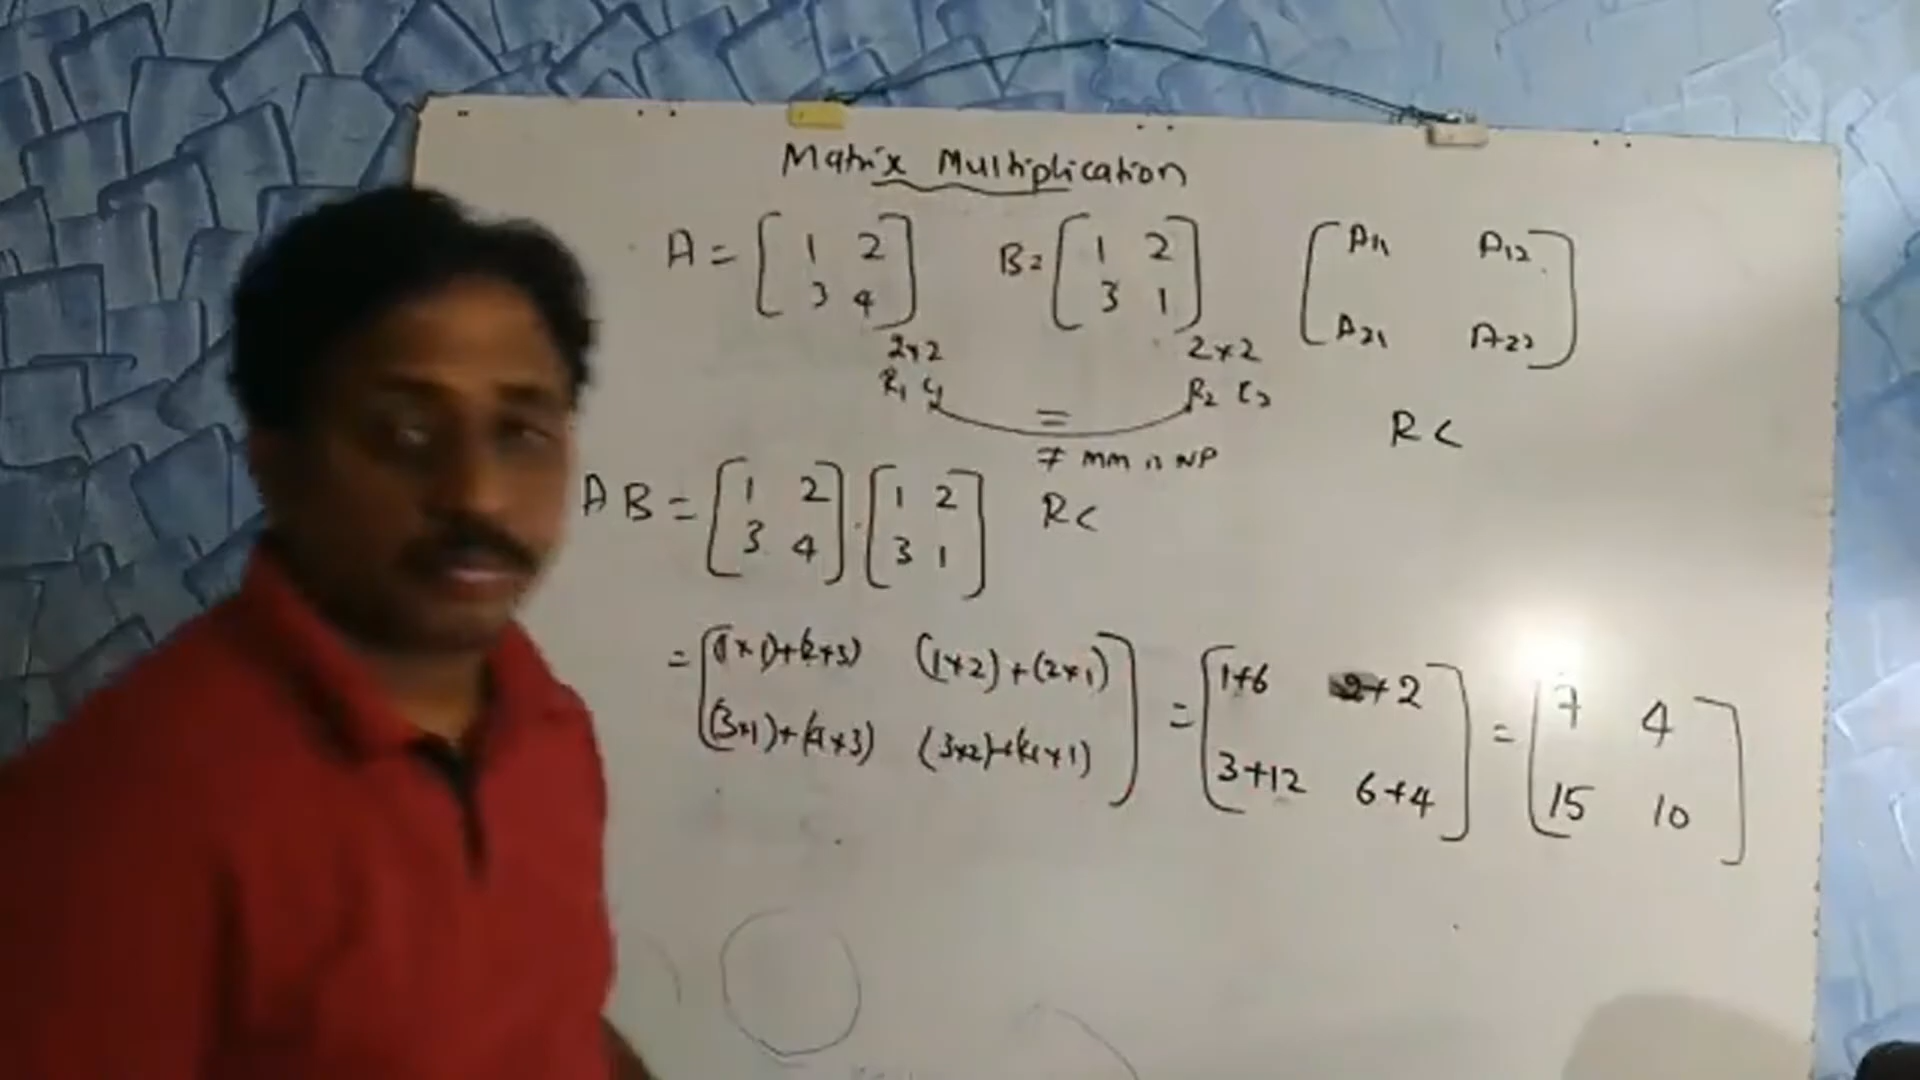 Matrix Multiplication
A = [ 1 2 B = [ 1 2 ] [ A11 A12
3 4 ] 3 1 ] A21 A22 ]
2×2 2×2
R1 C1 = R2 C2
R C
≠ mm is NP
AB = [ 1 2 ] . [ 1 2 ] R C
3 4 3 1
= [ (1×1)+(2×3) (1×2)+(2×1) ] = [ 1+6 2+2 ] = [ 7 4 ]
(3×1)+(4×3) (3×2)+(4×1) 3+12 6+4 15 10